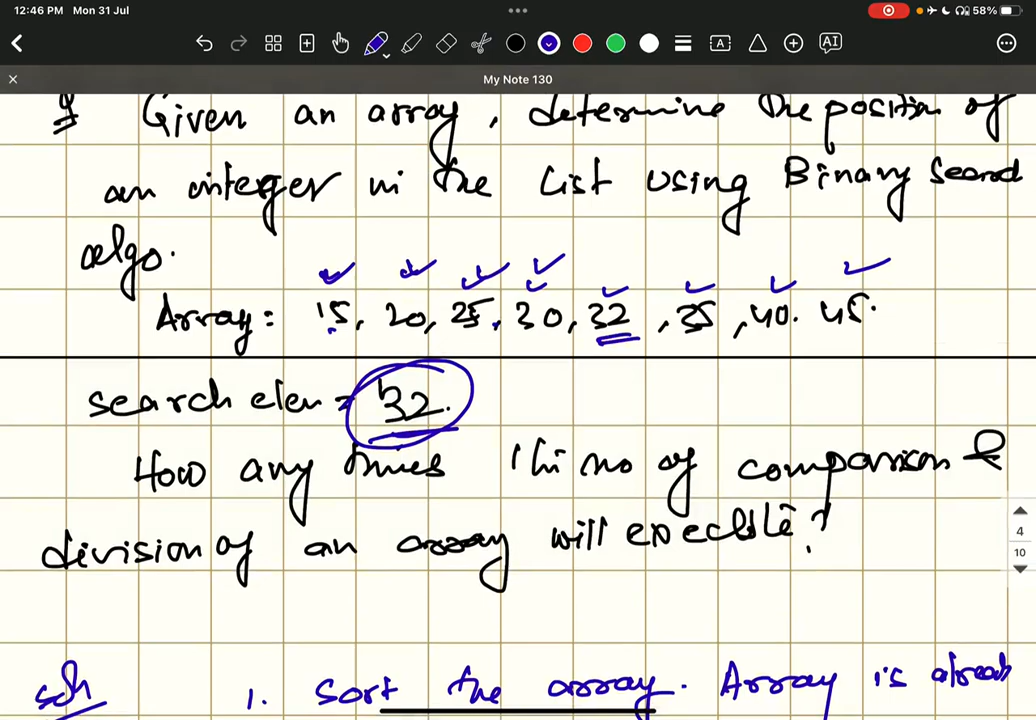 12:46 PM Mon 31 Jul
58%
A
AI
My Note 130
Given an array, determine the position of
an integer in the List using Binary Search
algo.
Array: 15, 20, 25, 30, 32, 35, 40. 45.
search elem = 32.
How any times this no of comparison &
division of an array will execute?
4
10
Soln
1. Sort the array. Array is already